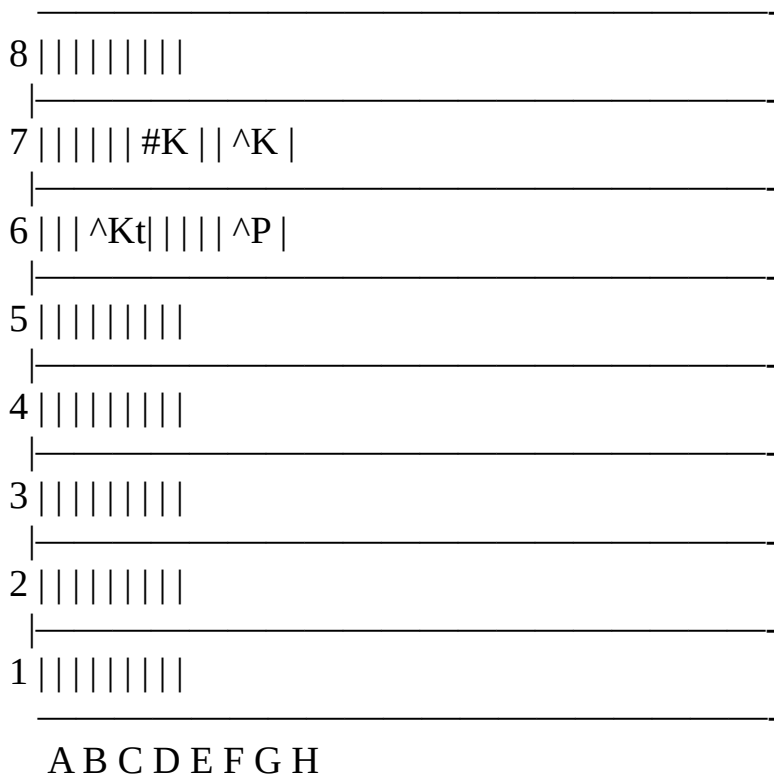 8 | | | | | | | | |
7 | | | | | | #K | | ^K |
6 | | | ^Kt| | | | | ^P |
5 | | | | | | | | |
4 | | | | | | | | |
3 | | | | | | | | |
2 | | | | | | | | |
1 | | | | | | | | |
A B C D E F G H